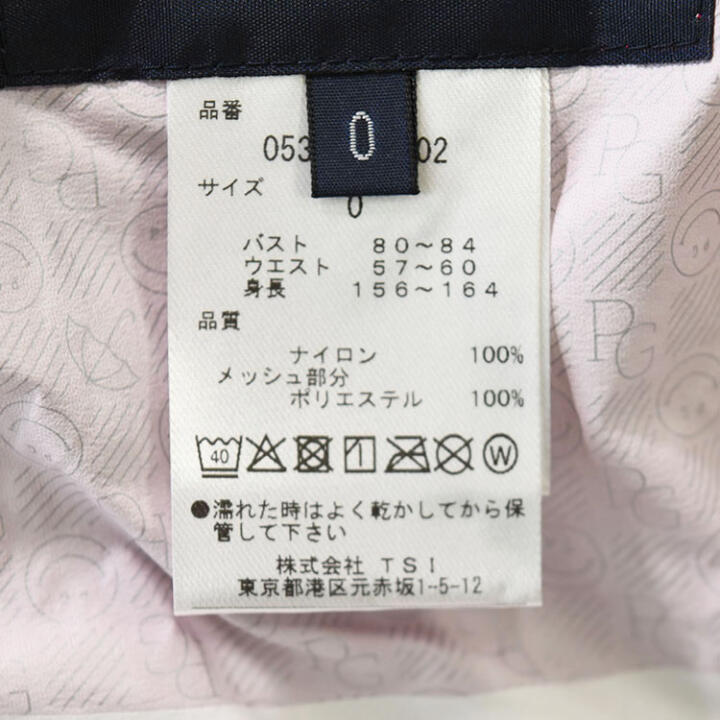 品番
0
053 02
サイズ
0
バスト 80～84
ウエスト 57～60
身長 156～164
品質
ナイロン 100%
メッシュ部分
ポリエステル 100%
40 W
●濡れた時はよく乾かしてから保
管して下さい
株式会社 TSI
東京都港区元赤坂1-5-12
PG
PG
PG